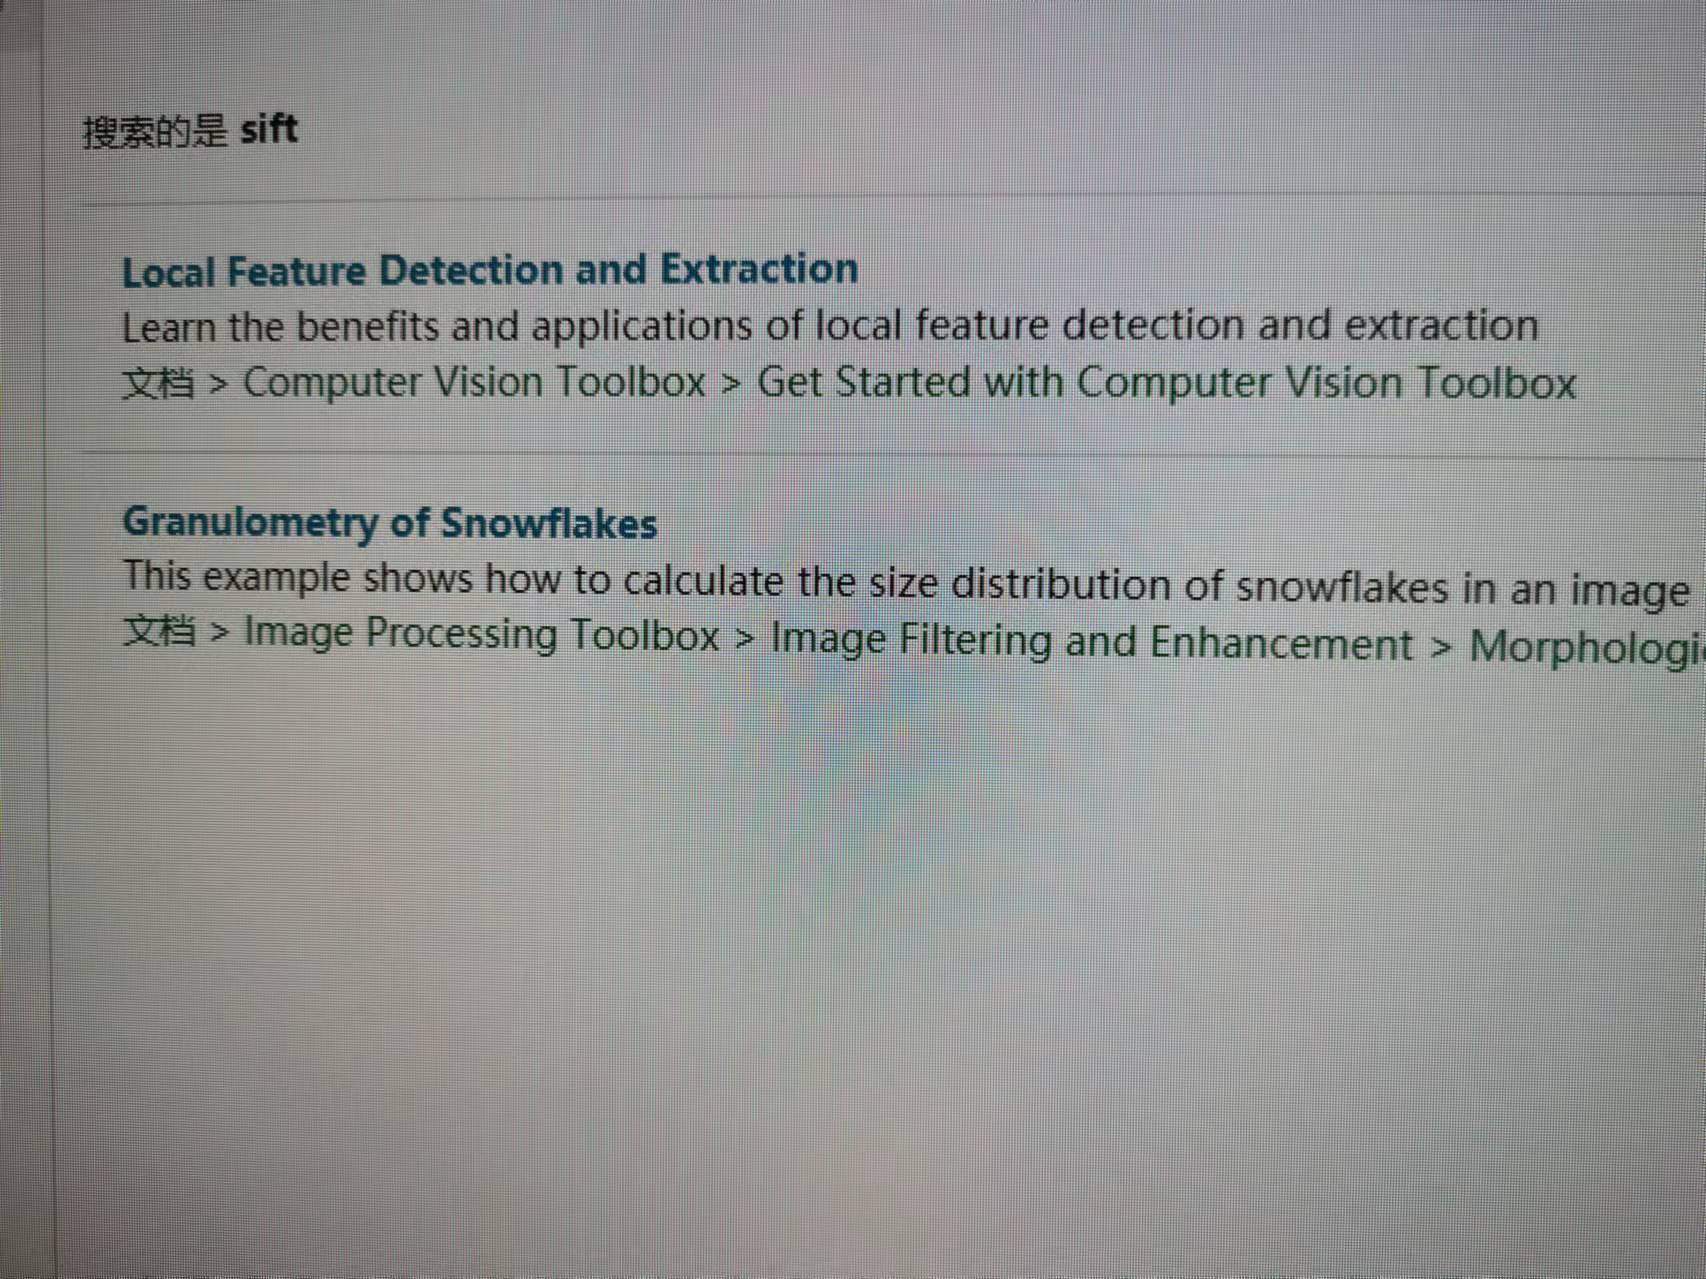 搜索的是 sift
Local Feature Detection and Extraction
Learn the benefits and applications of local feature detection and extraction
文档 > Computer Vision Toolbox > Get Started with Computer Vision Toolbox
Granulometry of Snowflakes
This example shows how to calculate the size distribution of snowflakes in an image
文档 > Image Processing Toolbox > Image Filtering and Enhancement >